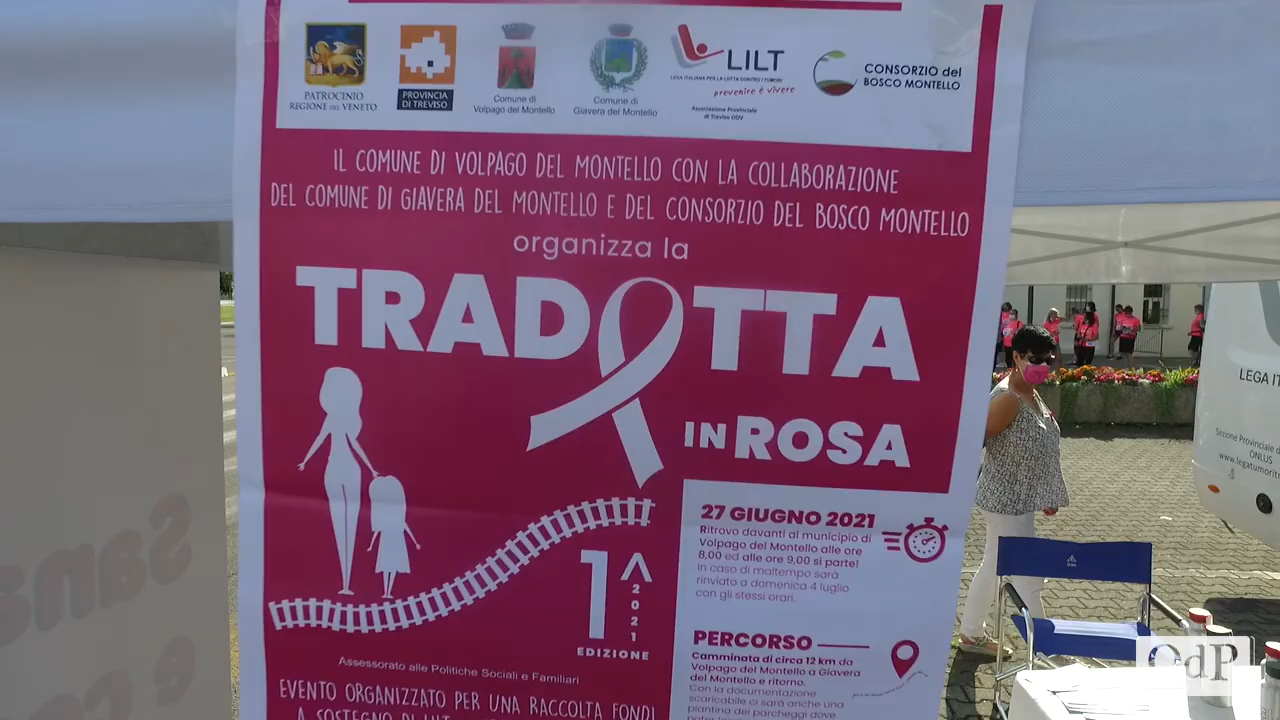 PATROCINIO
REGIONE DEL VENETO
PROVINCIA
DI TREVISO
Comune di
Volpago del Montello
Comune di
Giavera del Montello
LILT
LEGA ITALIANA PER LA LOTTA CONTRO I TUMORI
prevenire è vivere
Associazione Provinciale
di Treviso ODV
CONSORZIO del
BOSCO MONTELLO
IL COMUNE DI VOLPAGO DEL MONTELLO CON LA COLLABORAZIONE
DEL COMUNE DI GIAVERA DEL MONTELLO E DEL CONSORZIO DEL BOSCO MONTELLO
organizza la
TRADOTTA
IN ROSA
27 GIUGNO 2021
Ritrovo davanti al municipio di
Volpago del Montello alle ore
8,00 ed alle ore 9,00 si parte!
In caso di maltempo sarà
rinviato a domenica 4 luglio
con gli stessi orari.
1^
2021
EDIZIONE
PERCORSO
Camminata di circa 12 km da
Volpago del Montello a Giavera
del Montello e ritorno.
Con la documentazione
scaricabile ci sarà anche una
piantina dei parcheggi dove
Assessorato alle Politiche Sociali e Familiari
EVENTO ORGANIZZATO PER UNA RACCOLTA FONDI
A SOSTEGNO DI LILT
LEGA IT
Sezione Provinciale d
ONLUS
www.legatumorit
OdP